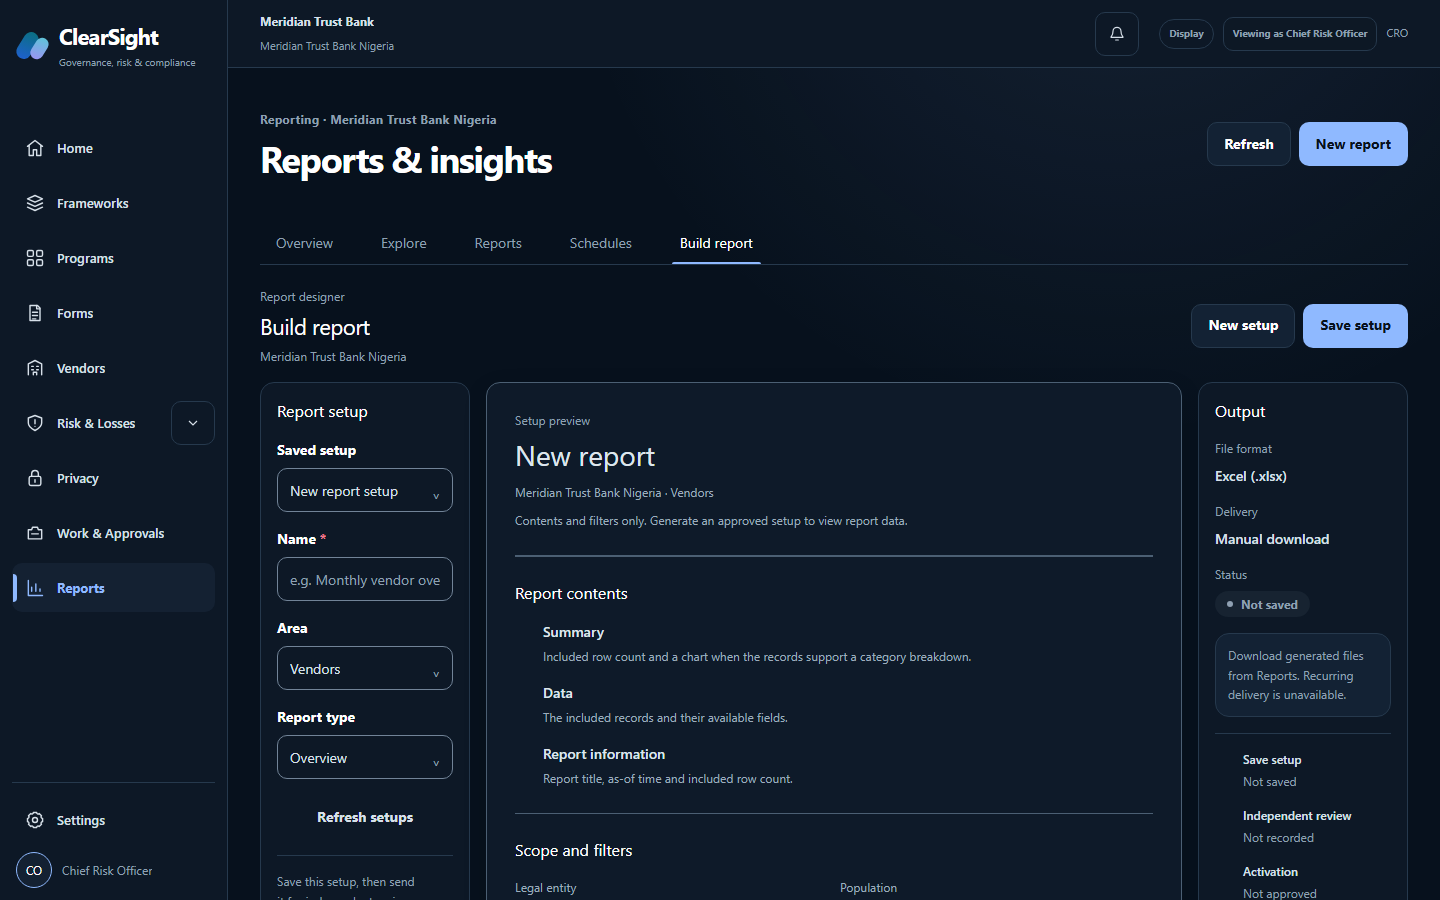 ClearSight
Governance, risk & compliance
Home
Frameworks
Programs
Forms
Vendors
Risk & Losses
Privacy
Work & Approvals
Reports
Settings
CO
Chief Risk Officer
Meridian Trust Bank
Meridian Trust Bank Nigeria
Display
Viewing as Chief Risk Officer
CRO
Reporting · Meridian Trust Bank Nigeria
Reports & insights
Refresh
New report
Overview
Explore
Reports
Schedules
Build report
Report designer
Build report
Meridian Trust Bank Nigeria
New setup
Save setup
Report setup
Saved setup
New report setup
Name *
e.g. Monthly vendor ove
Area
Vendors
Report type
Overview
Refresh setups
Save this setup, then send
Setup preview
New report
Meridian Trust Bank Nigeria · Vendors
Contents and filters only. Generate an approved setup to view report data.
Report contents
Summary
Included row count and a chart when the records support a category breakdown.
Data
The included records and their available fields.
Report information
Report title, as-of time and included row count.
Scope and filters
Legal entity
Population
Output
File format
Excel (.xlsx)
Delivery
Manual download
Status
Not saved
Download generated files
from Reports. Recurring
delivery is unavailable.
Save setup
Not saved
Independent review
Not recorded
Activation
Not approved